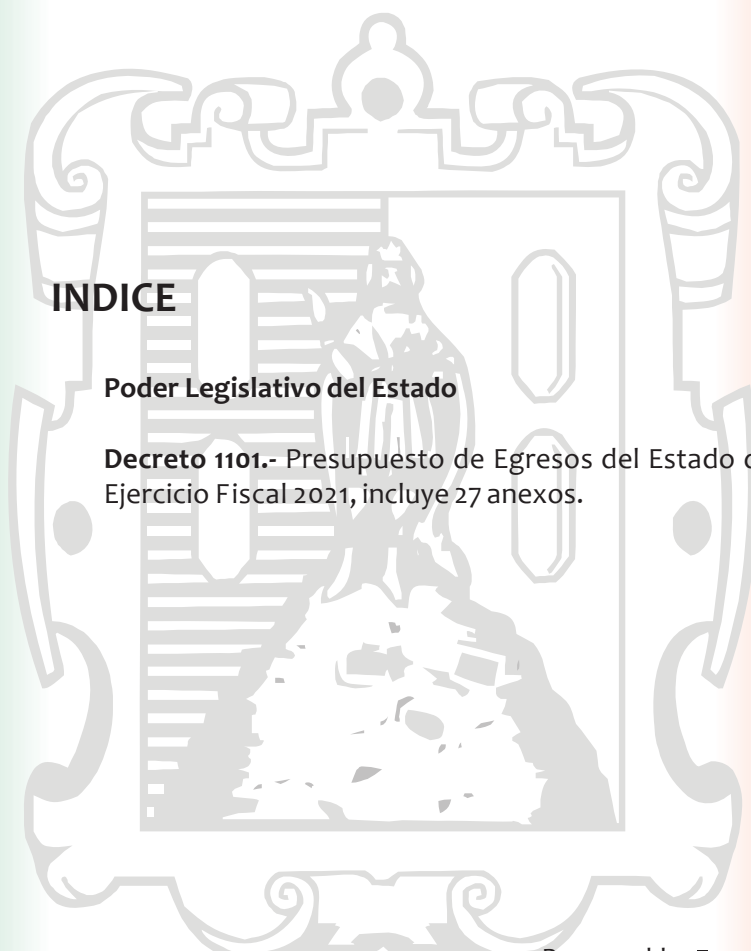 INDICE
Poder Legislativo del Estado
Decreto 1101.- Presupuesto de Egresos del Estado
Ejercicio Fiscal 2021, incluye 27 anexos.